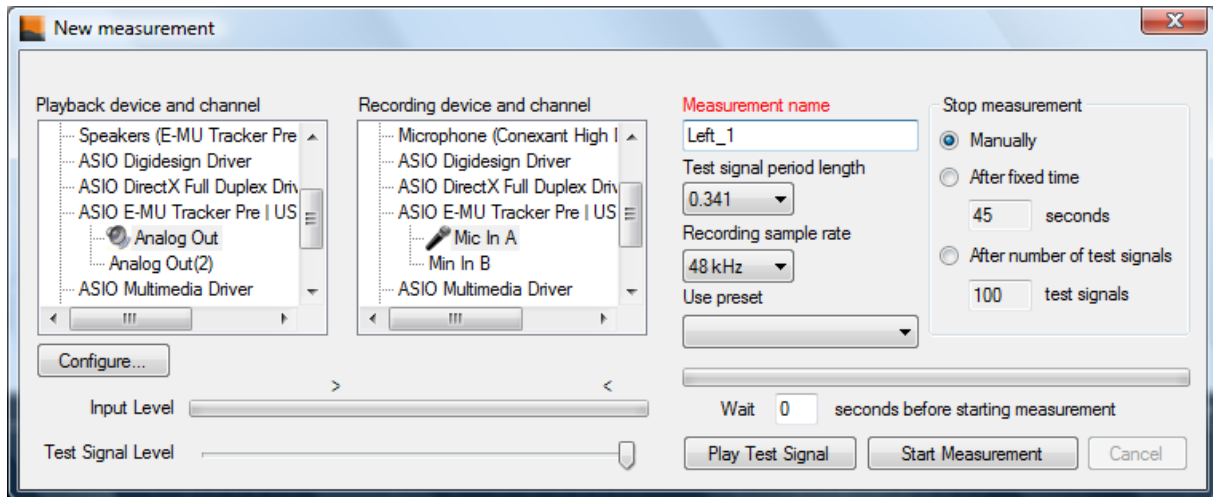 New measurement
Playback device and channel
Speakers (E-MU Tracker Pre
ASIO Digidesign Driver
ASIO DirectX Full Duplex Driv
ASIO E-MU Tracker Pre | US
Analog Out
Analog Out(2)
ASIO Multimedia Driver
Configure...
Recording device and channel
Microphone (Conexant High
ASIO Digidesign Driver
ASIO DirectX Full Duplex Driv
ASIO E-MU Tracker Pre | US
Mic In A
Min In B
ASIO Multimedia Driver
> <
Input Level
Test Signal Level
Measurement name
Left_1
Test signal period length
0.341
Recording sample rate
48 kHz
Use preset
Stop measurement
Manually
After fixed time
45 seconds
After number of test signals
100 test signals
Wait 0 seconds before starting measurement
Play Test Signal Start Measurement Cancel